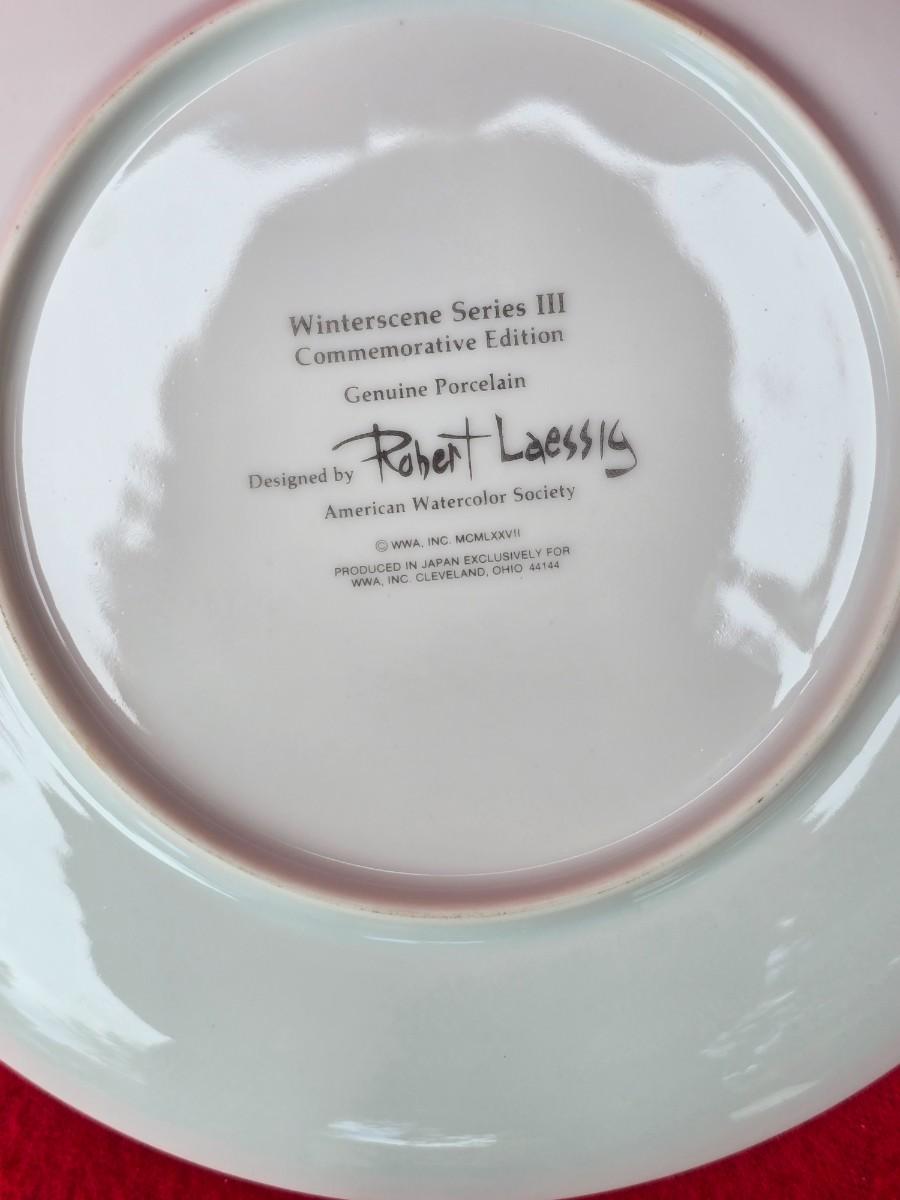 Winterscene Series III
Commemorative Edition
Genuine Porcelain
Designed by Robert Laessig
American Watercolor Society
© WWA, INC. MCMLXXVII
PRODUCED IN JAPAN EXCLUSIVELY FOR
WWA, INC. CLEVELAND, OHIO 44144